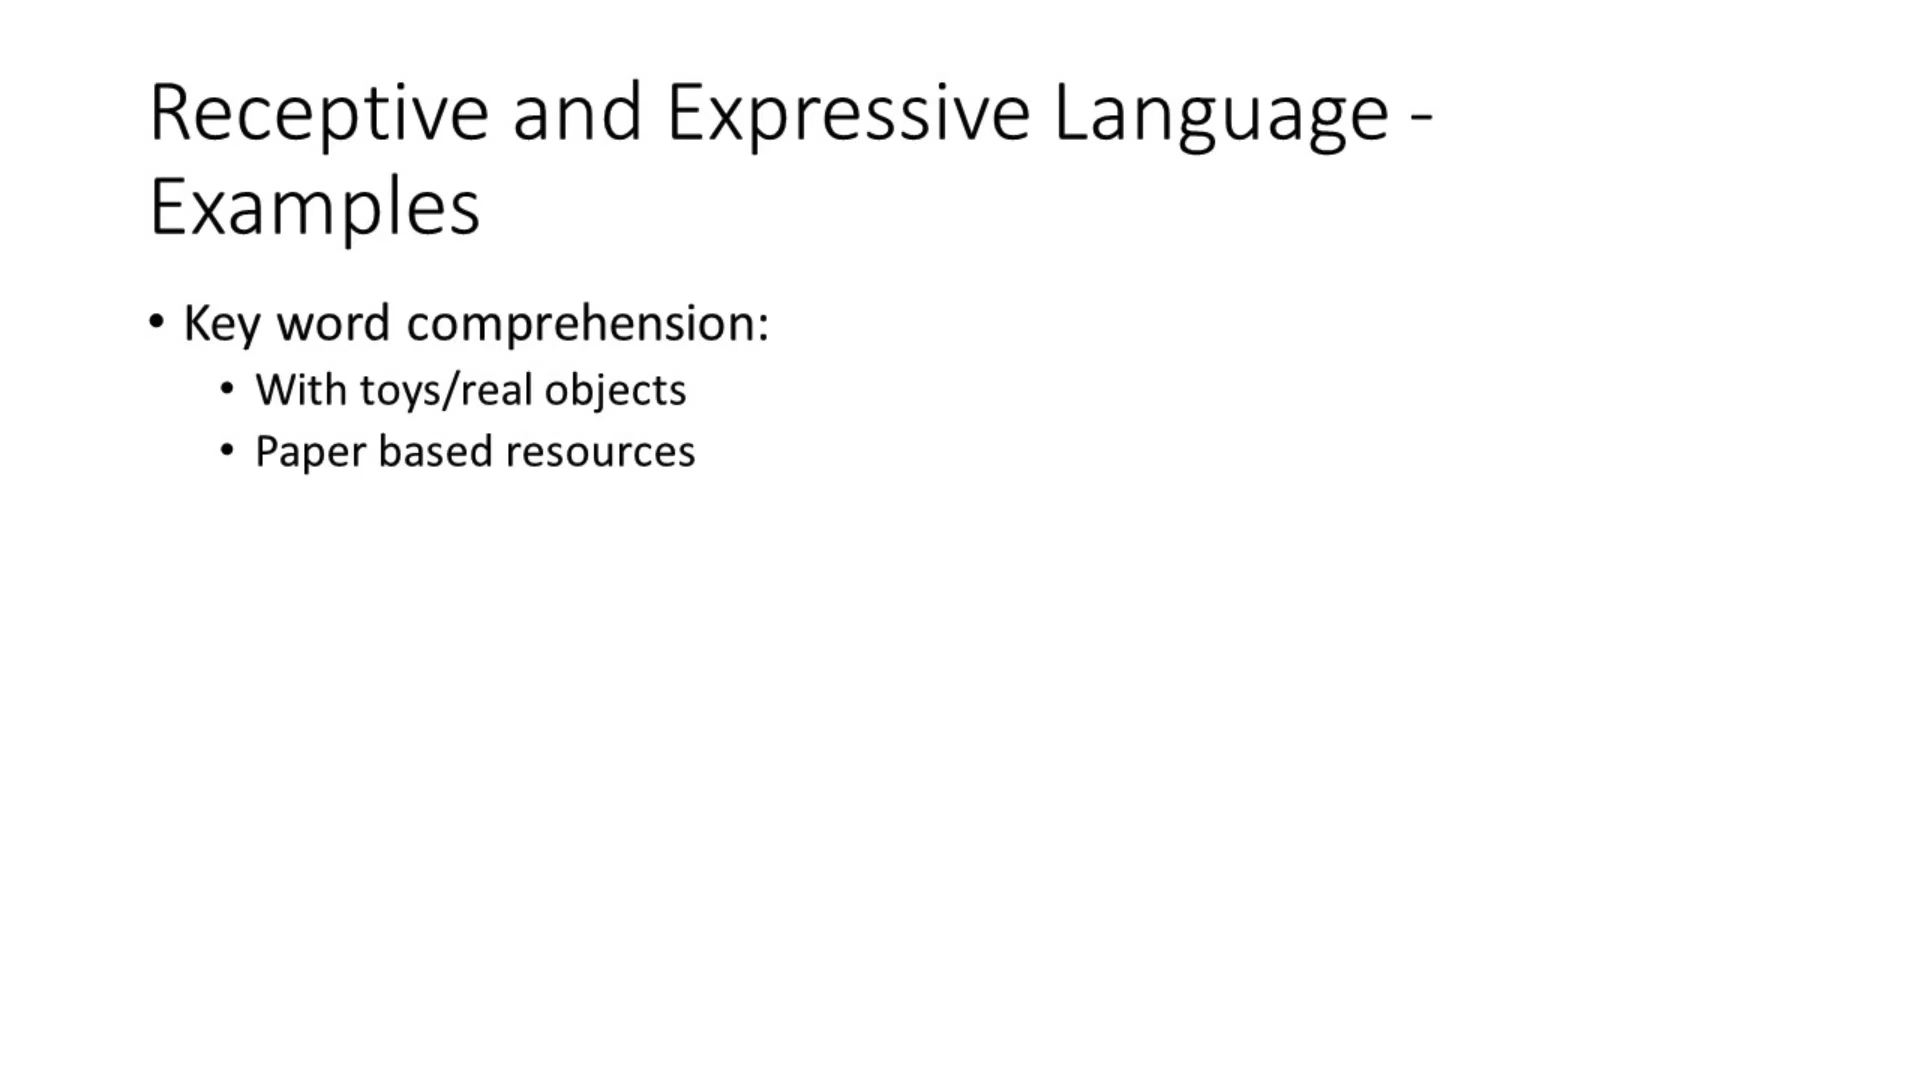 Receptive and Expressive Language -
Examples
• Key word comprehension:
• With toys/real objects
• Paper based resources